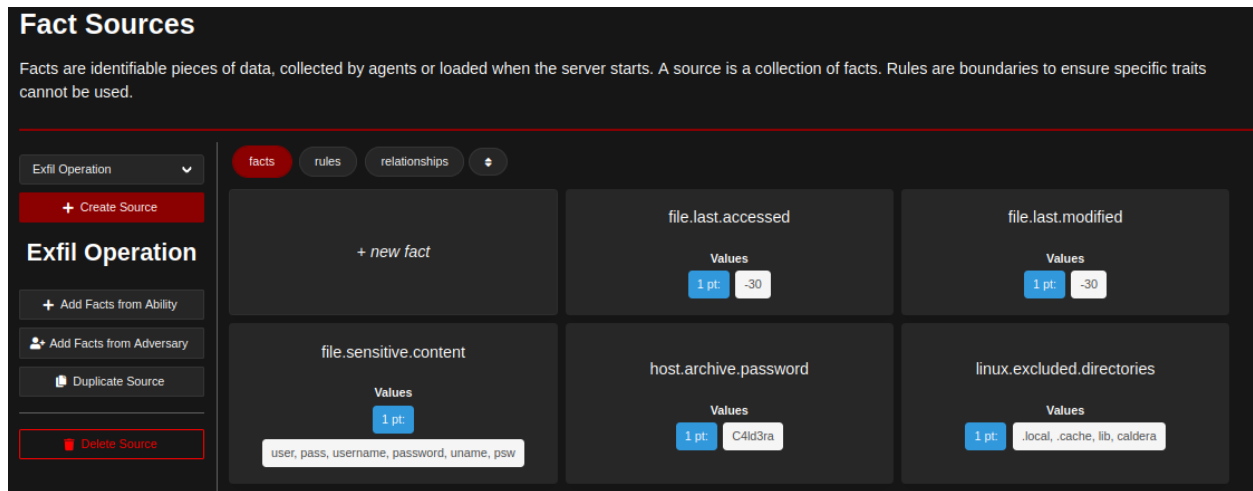 Fact Sources
Facts are identifiable pieces of data, collected by agents or loaded when the server starts. A source is a collection of facts. Rules are boundaries to ensure specific traits
cannot be used.
Exfil Operation
+ Create Source
Exfil Operation
+ Add Facts from Ability
Add Facts from Adversary
Duplicate Source
Delete Source
facts rules relationships
+ new fact
file.last.accessed
Values
1 pt: -30
file.last.modified
Values
1 pt: -30
file.sensitive.content
Values
1 pt:
user, pass, username, password, uname, psw
host.archive.password
Values
1 pt: C4ld3ra
linux.excluded.directories
Values
1 pt: .local, .cache, lib, caldera